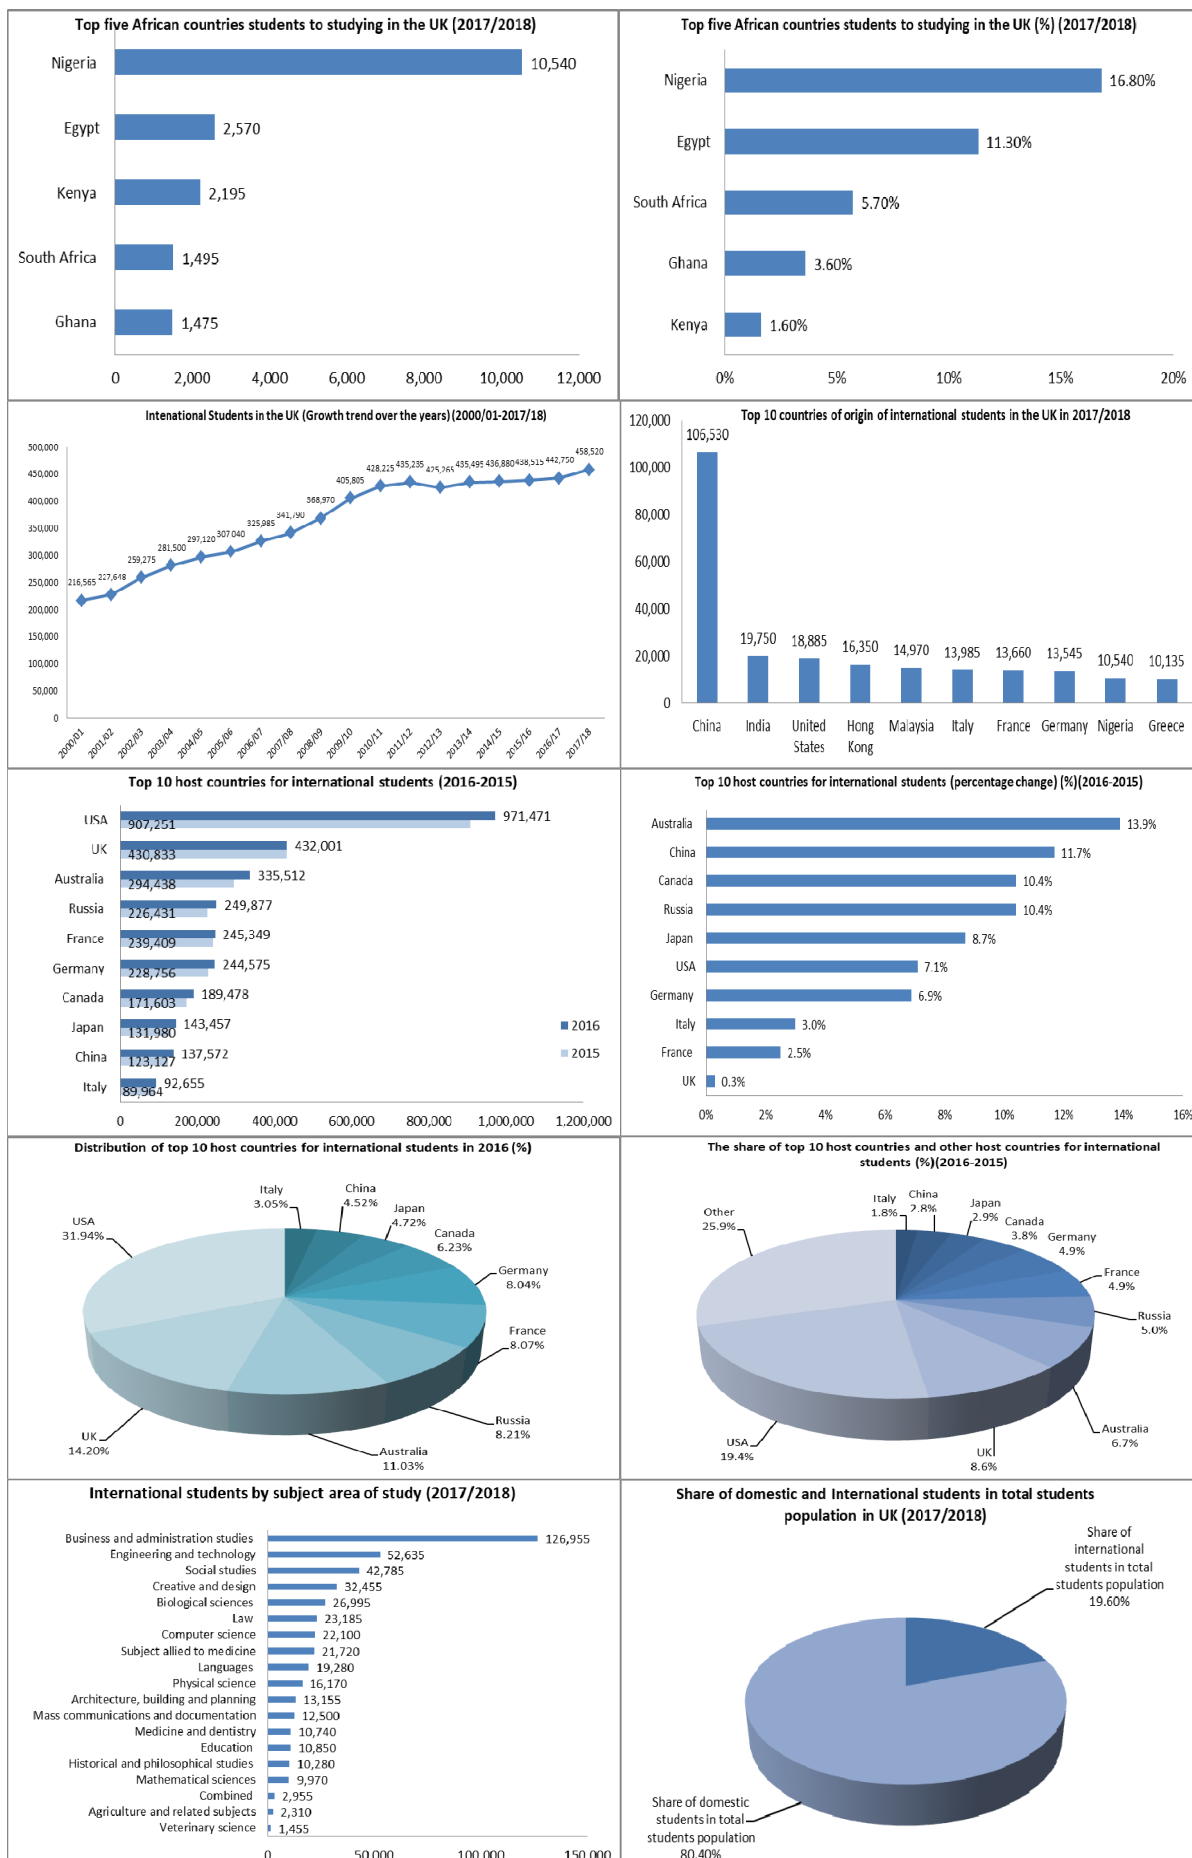 Top five African countries students to studying in the UK (2017/2018)
Nigeria
10,540
Egypt
2,570
Kenya
2,195
South Africa
1,495
Ghana
1,475
0 2,000 4,000 6,000 8,000 10,000 12,000
Top five African countries students to studying in the UK (%) (2017/2018)
Nigeria
16.80%
Egypt
11.30%
South Africa
5.70%
Ghana
3.60%
Kenya
1.60%
0% 5% 10% 15% 20%
Intenational Students in the UK (Growth trend over the years) (2000/01-2017/18)
500,000
450,000
400,000
350,000
300,000
250,000
200,000
150,000
100,000
50,000
0
216,565 227,648 259,275 281,500 297,120 307,040 325,985 341,790 368,970 405,805 428,225 435,235 425,265 435,495 436,880 438,515 442,750 458,520
2000/01 2001/02 2002/03 2003/04 2004/05 2005/06 2006/07 2007/08 2008/09 2009/10 2010/11 2011/12 2012/13 2013/14 2014/15 2015/16 2016/17 2017/18
Top 10 countries of origin of international students in the UK in 2017/2018
120,000
100,000
80,000
60,000
40,000
20,000
0
106,530 19,750 18,885 16,350 14,970 13,985 13,660 13,545 10,540 10,135
China India United States Hong Kong Malaysia Italy France Germany Nigeria Greece
Top 10 host countries for international students (2016-2015)
USA
971,471
907,251
UK
432,001
430,833
Australia
335,512
294,438
Russia
249,877
226,431
France
245,349
239,409
Germany
244,575
228,756
Canada
189,478
171,603
Japan
143,457
131,980
China
137,572
123,127
Italy
92,655
89,964
2016
2015
0 200,000 400,000 600,000 800,000 1,000,000 1,200,000
Top 10 host countries for international students (percentage change) (%)(2016-2015)
Australia
13.9%
China
11.7%
Canada
10.4%
Russia
10.4%
Japan
8.7%
USA
7.1%
Germany
6.9%
Italy
3.0%
France
2.5%
UK
0.3%
0% 2% 4% 6% 8% 10% 12% 14% 16%
Distribution of top 10 host countries for international students in 2016 (%)
Italy
3.05%
China
4.52%
Japan
4.72%
Canada
6.23%
Germany
8.04%
France
8.07%
Russia
8.21%
Australia
11.03%
UK
14.20%
USA
31.94%
The share of top 10 host countries and other host countries for international
students (%)(2016-2015)
Italy
1.8%
China
2.8%
Japan
2.9%
Canada
3.8%
Germany
4.9%
France
4.9%
Russia
5.0%
Australia
6.7%
UK
8.6%
USA
19.4%
Other
25.9%
International students by subject area of study (2017/2018)
Business and administration studies
126,955
Engineering and technology
52,635
Social studies
42,785
Creative and design
32,455
Biological sciences
26,995
Law
23,185
Computer science
22,100
Subject allied to medicine
21,720
Languages
19,280
Physical science
16,170
Architecture, building and planning
13,155
Mass communications and documentation
12,500
Medicine and dentistry
10,740
Education
10,850
Historical and philosophical studies
10,280
Mathematical sciences
9,970
Combined
2,955
Agriculture and related subjects
2,310
Veterinary science
1,455
0 50,000 100,000 150,000
Share of domestic and International students in total students
population in UK (2017/2018)
Share of
international
students in total
students population
19.60%
Share of domestic
students in total
students population
80.40%